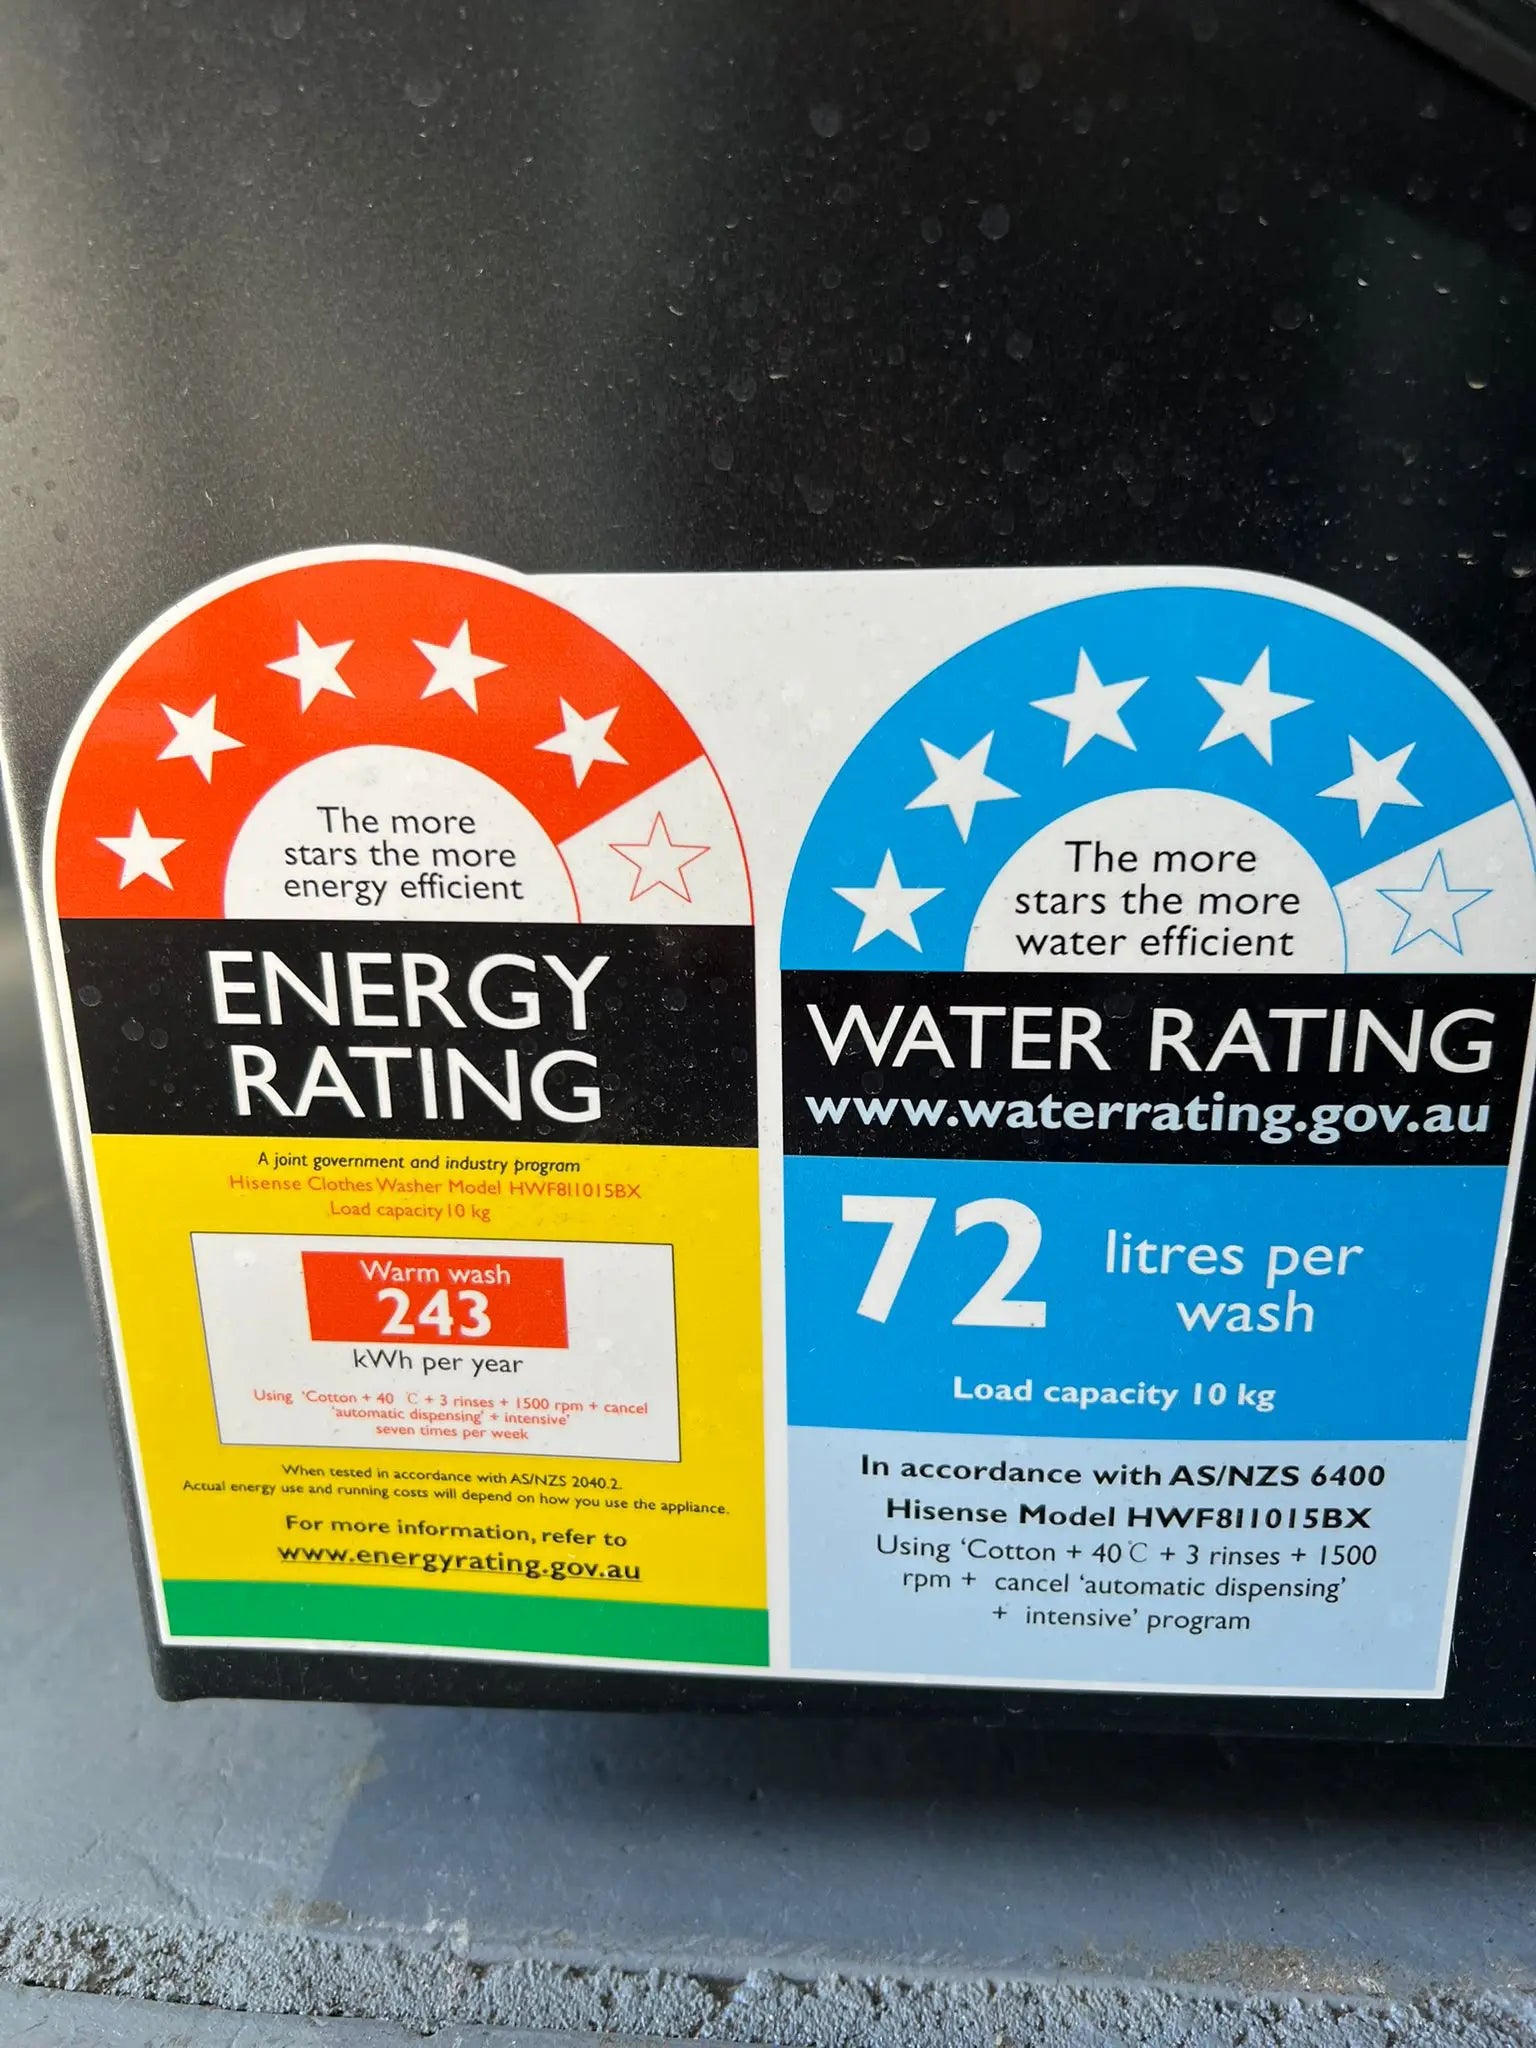 The more
stars the more
energy efficient
ENERGY
RATING
A joint government and industry program
Hisense Clothes Washer Model HWF8I1015BX
Load capacity 10 kg
Warm wash
243
kWh per year
Using 'Cotton + 40 ℃ + 3 rinses + 1500 rpm + cancel
'automatic dispensing' + intensive'
seven times per week
When tested in accordance with AS/NZS 2040.2.
Actual energy use and running costs will depend on how you use the appliance.
For more information, refer to
www.energyrating.gov.au
The more
stars the more
water efficient
WATER RATING
www.waterrating.gov.au
72 litres per
wash
Load capacity 10 kg
In accordance with AS/NZS 6400
Hisense Model HWF8I1015BX
Using 'Cotton + 40℃ + 3 rinses + 1500
rpm + cancel 'automatic dispensing'
+ intensive' program